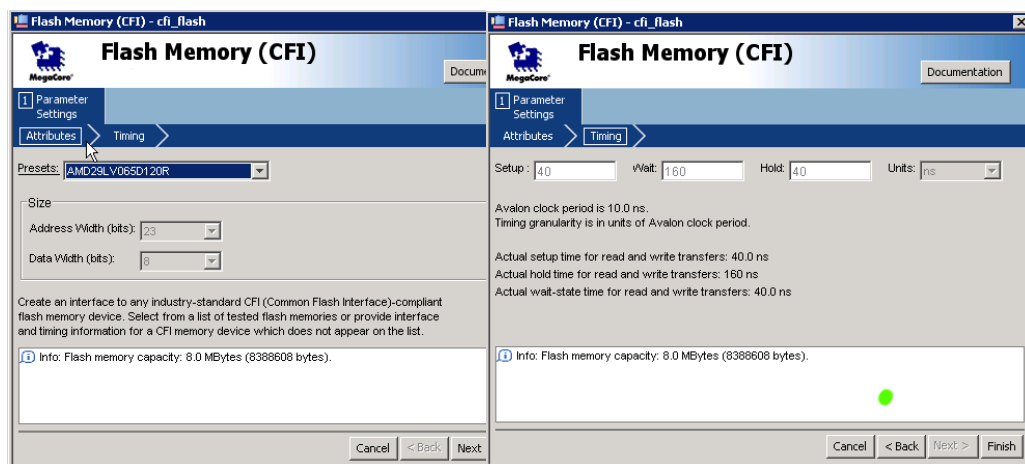 Flash Memory (CFI) - cfi_flash
Flash Memory (CFI)
MegaCore'
Docume
1 Parameter
Settings
Attributes
Timing
Presets: AMD29LV065D120R
Size
Address Width (bits): 23
Data Width (bits): 8
Create an interface to any industry-standard CFI (Common Flash Interface)-compliant
flash memory device. Select from a list of tested flash memories or provide interface
and timing information for a CFI memory device which does not appear on the list.
Info: Flash memory capacity: 8.0 MBytes (8388608 bytes).
Cancel
< Back
Next
Flash Memory (CFI) - cfi_flash
Flash Memory (CFI)
MegaCore'
Documentation
1 Parameter
Settings
Attributes
Timing
Setup : 40 Wait: 160 Hold: 40 Units: ns
Avalon clock period is 10.0 ns.
Timing granularity is in units of Avalon clock period.
Actual setup time for read and write transfers: 40.0 ns
Actual hold time for read and write transfers: 160 ns
Actual wait-state time for read and write transfers: 40.0 ns
Info: Flash memory capacity: 8.0 MBytes (8388608 bytes).
Cancel
< Back
Next >
Finish